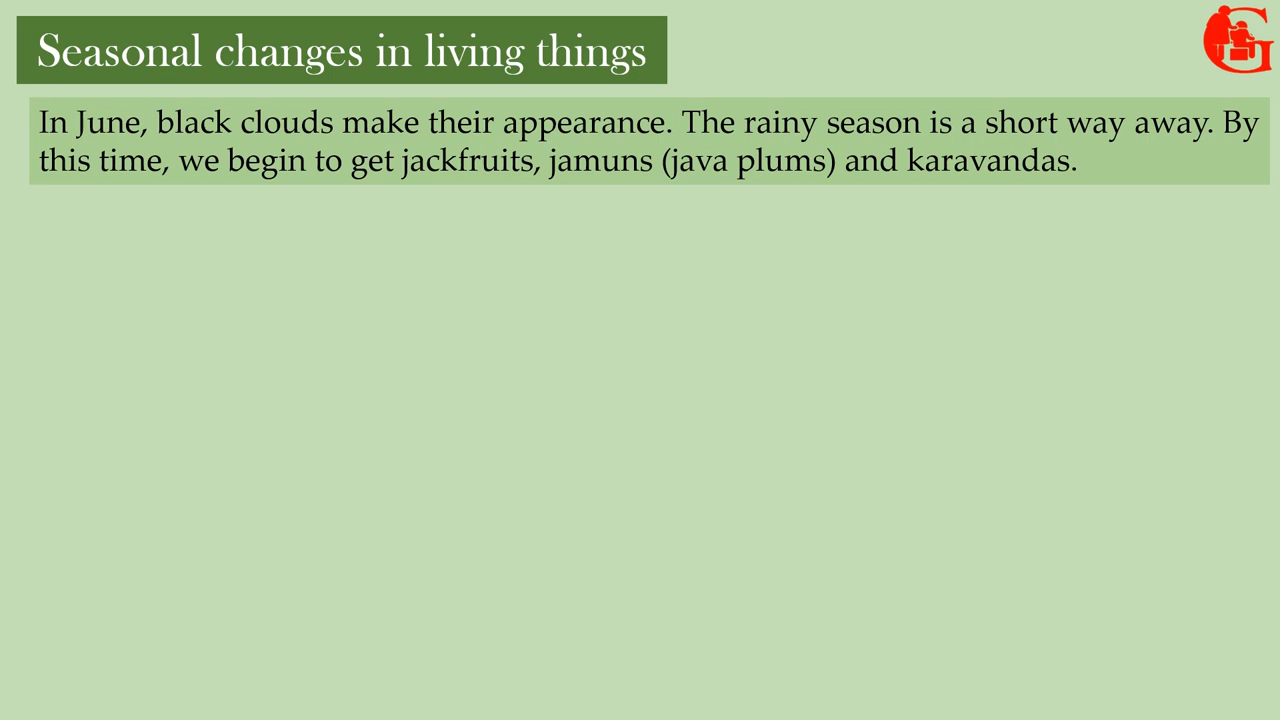 Seasonal changes in living things
In June, black clouds make their appearance. The rainy season is a short way away. By
this time, we begin to get jackfruits, jamuns (java plums) and karavandas.